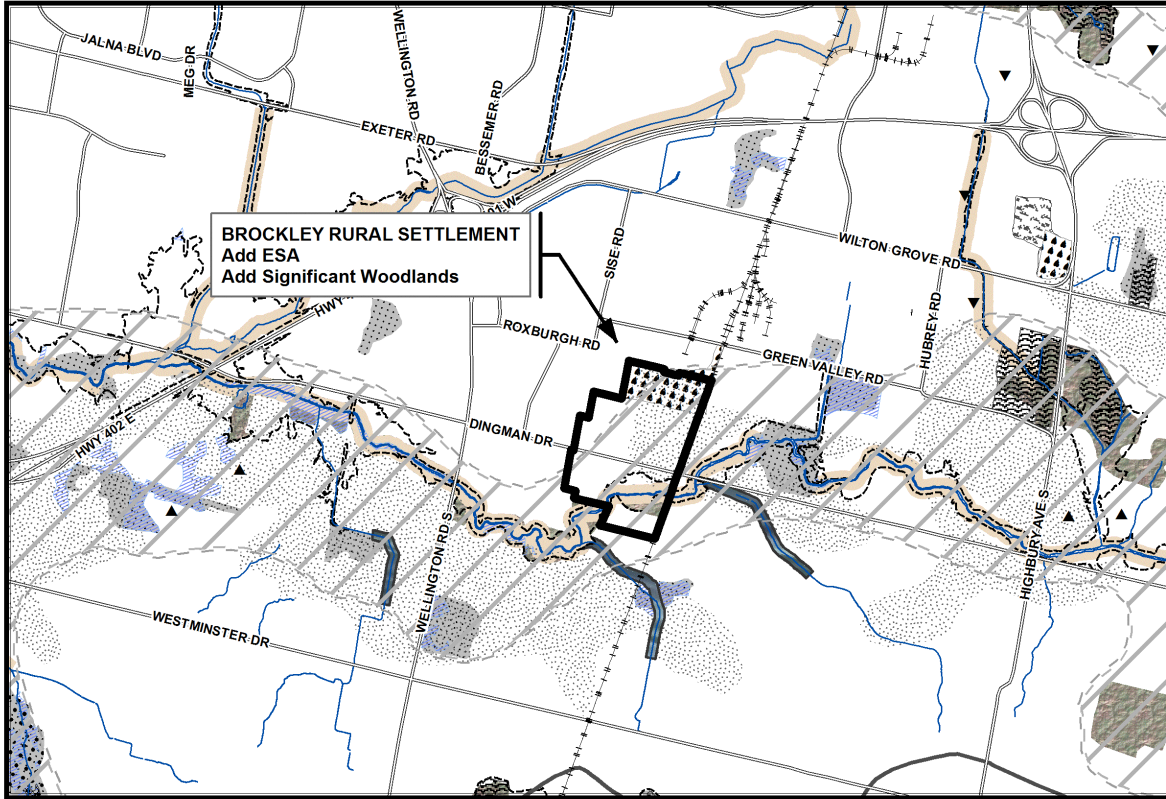 JALNA BLVD
MEG DR
WELLINGTON RD
BESSEMER RD
EXETER RD
01 W
BROCKLEY RURAL SETTLEMENT
Add ESA
Add Significant Woodlands
SISE RD
WILTON GROVE RD
HUBREY RD
HWY
ROXBURGH RD
GREEN VALLEY RD
HWY 402 E
DINGMAN DR
WELLINGTON RD S
HIGHBURY AVE S
WESTMINSTER DR